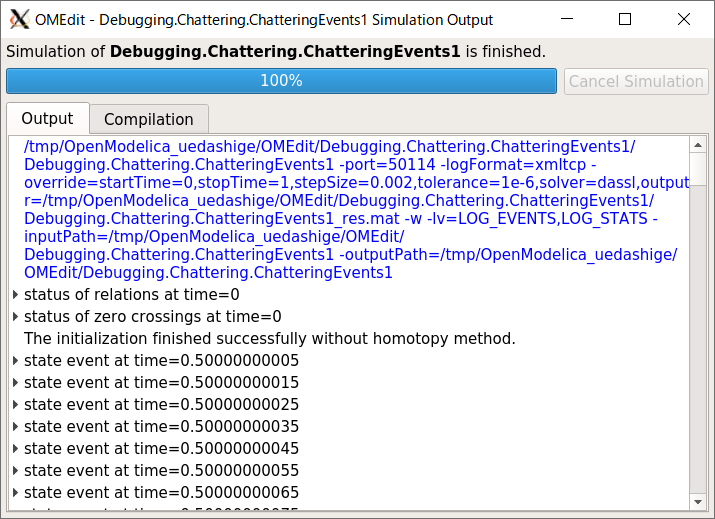 OMEdit - Debugging.Chattering.ChatteringEvents1 Simulation Output
Simulation of Debugging.Chattering.ChatteringEvents1 is finished.
100%
Cancel Simulation
Output
Compilation
/tmp/OpenModelica_uedashige/OMEdit/Debugging.Chattering.ChatteringEvents1/
Debugging.Chattering.ChatteringEvents1 -port=50114 -logFormat=xmltcp -
override=startTime=0,stopTime=1,stepSize=0.002,tolerance=1e-6,solver=dassl,output
r=/tmp/OpenModelica_uedashige/OMEdit/Debugging.Chattering.ChatteringEvents1/
Debugging.Chattering.ChatteringEvents1_res.mat -w -lv=LOG_EVENTS,LOG_STATS -
inputPath=/tmp/OpenModelica_uedashige/OMEdit/
Debugging.Chattering.ChatteringEvents1 -outputPath=/tmp/OpenModelica_uedashige/
OMEdit/Debugging.Chattering.ChatteringEvents1
status of relations at time=0
status of zero crossings at time=0
The initialization finished successfully without homotopy method.
state event at time=0.50000000005
state event at time=0.50000000015
state event at time=0.50000000025
state event at time=0.50000000035
state event at time=0.50000000045
state event at time=0.50000000055
state event at time=0.50000000065
state event at time=0.50000000075